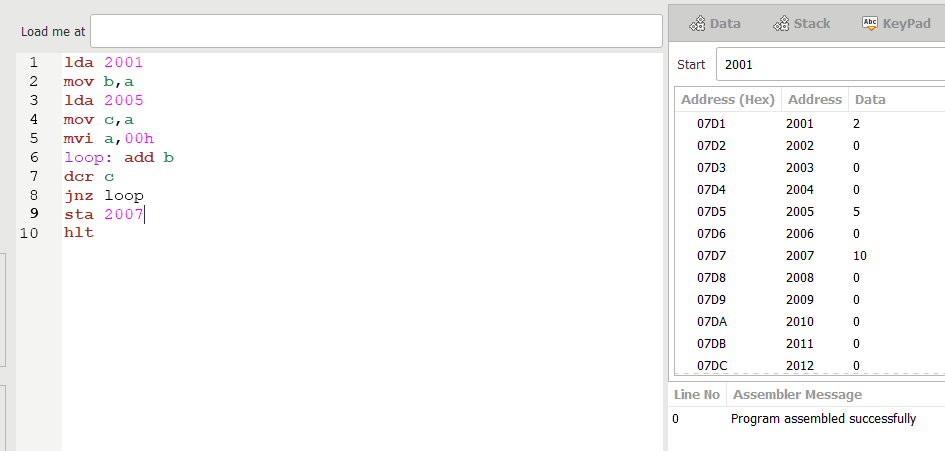 Load me at
1 lda 2001
2 mov b,a
3 lda 2005
4 mov c,a
5 mvi a,00h
6 loop: add b
7 dcr c
8 jnz loop
9 sta 2007
10 hlt
Data Stack Abc KeyPad
Start 2001
Address (Hex) Address Data
07D1 2001 2
07D2 2002 0
07D3 2003 0
07D4 2004 0
07D5 2005 5
07D6 2006 0
07D7 2007 10
07D8 2008 0
07D9 2009 0
07DA 2010 0
07DB 2011 0
07DC 2012 0
Line No Assembler Message
0 Program assembled successfully